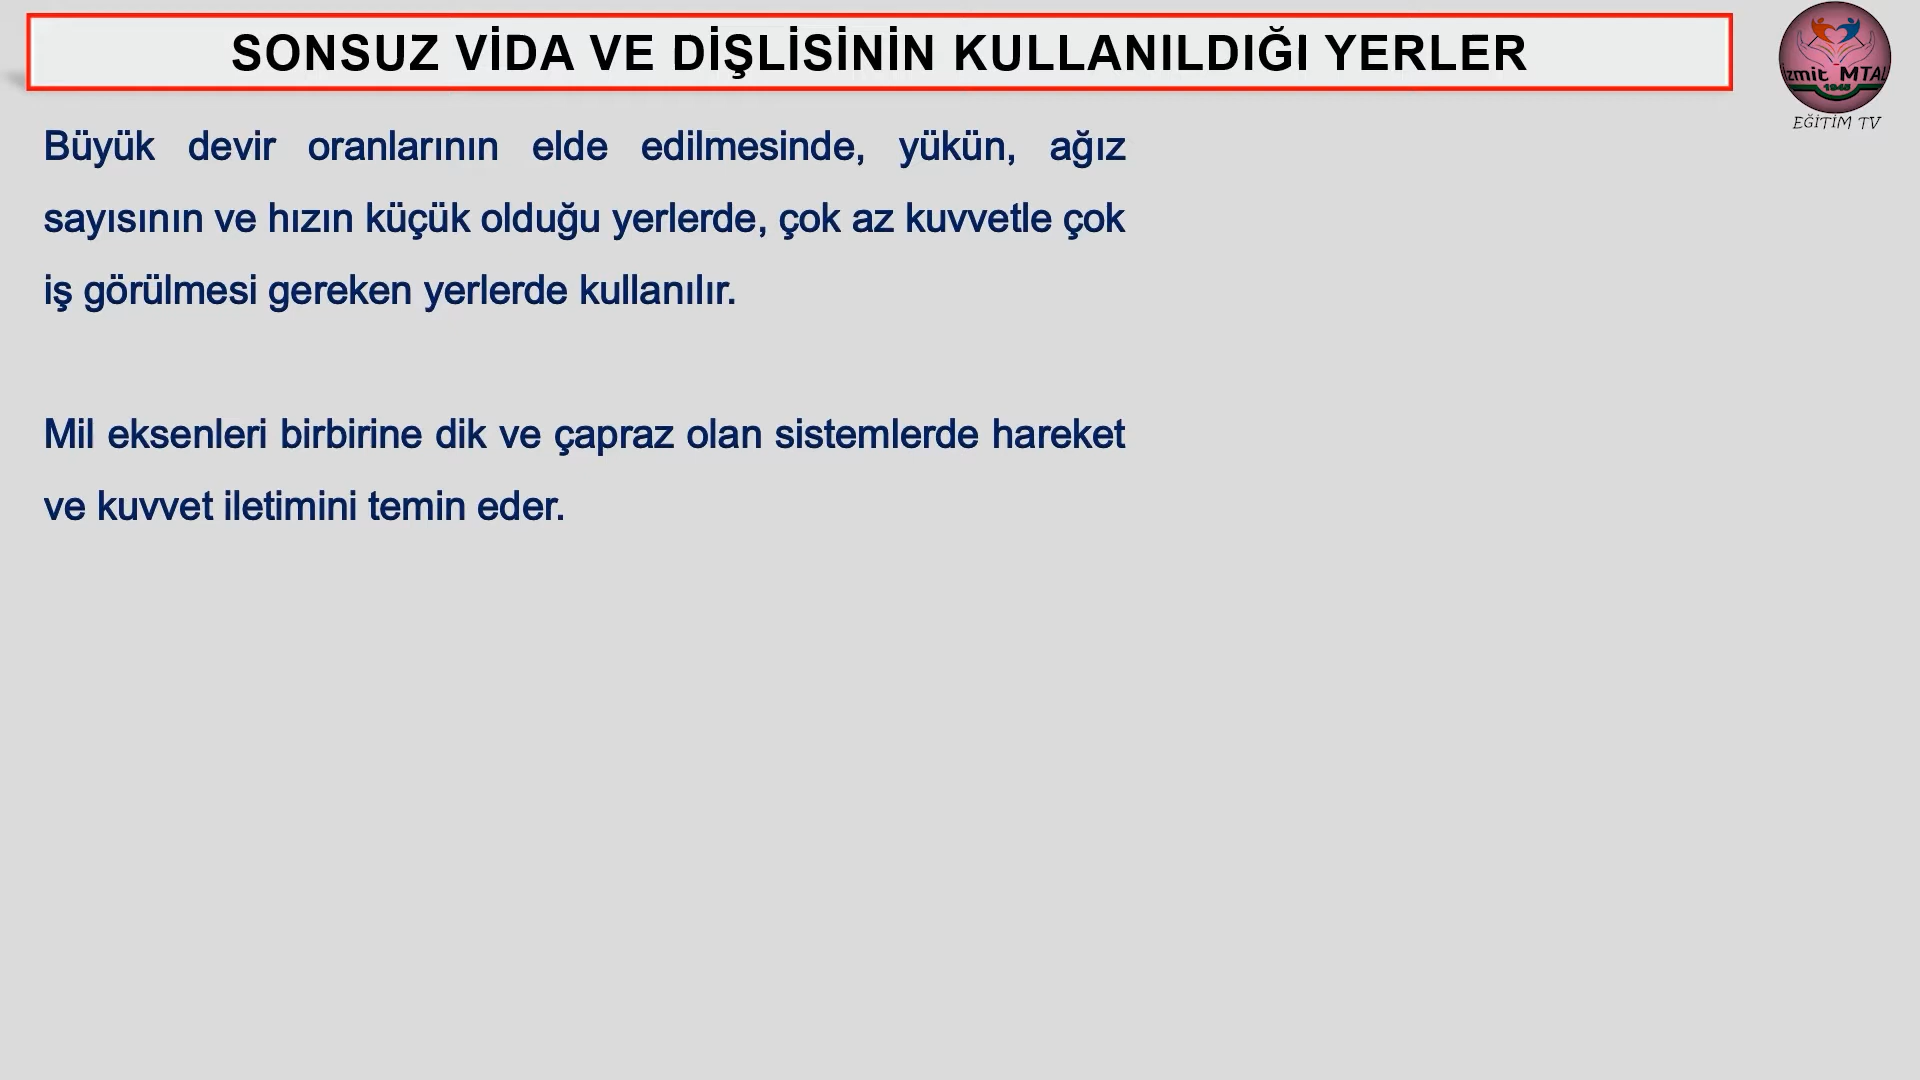 SONSUZ VİDA VE DİŞLİSİNİN KULLANILDIĞI YERLER
Büyük devir oranlarının elde edilmesinde, yükün, ağız
sayısının ve hızın küçük olduğu yerlerde, çok az kuvvetle çok
iş görülmesi gereken yerlerde kullanılır.
Mil eksenleri birbirine dik ve çapraz olan sistemlerde hareket
ve kuvvet iletimini temin eder.
İzmit MTAL
1945
EĞİTİM TV